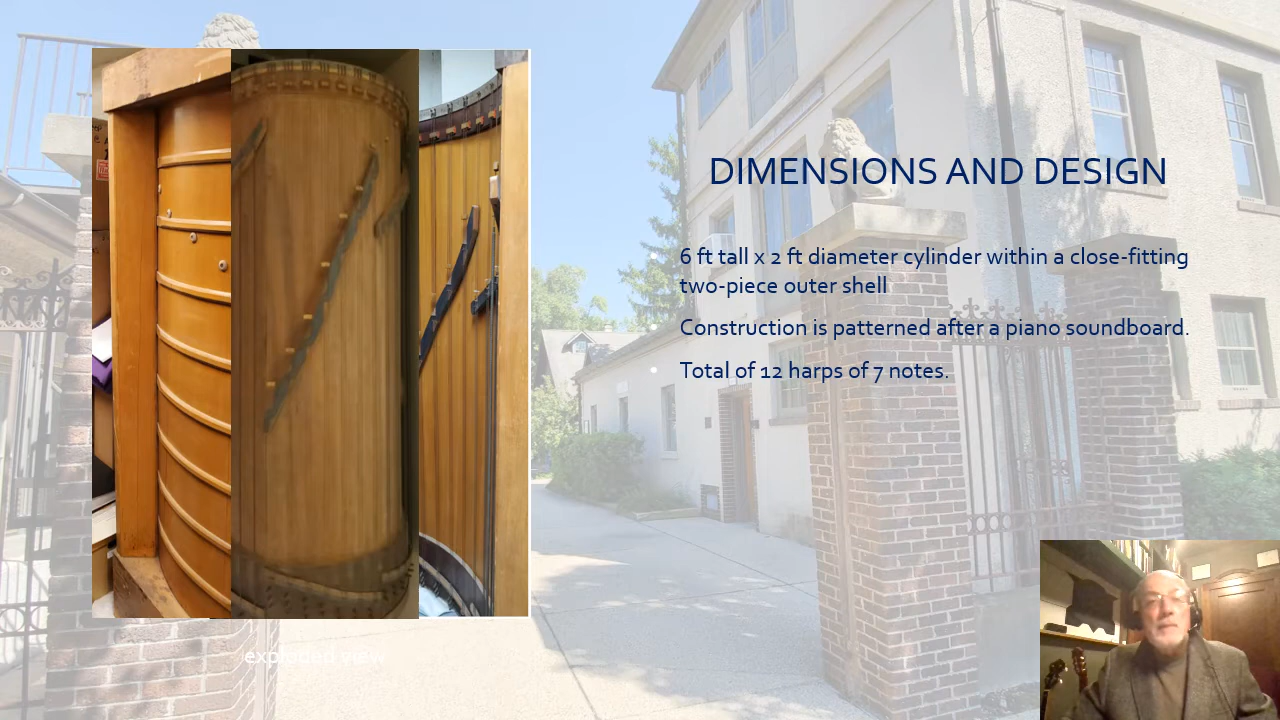 DIMENSIONS AND DESIGN
6 ft tall x 2 ft diameter cylinder within a close-fitting
two-piece outer shell
Construction is patterned after a piano soundboard.
Total of 12 harps of 7 notes.
exploded view